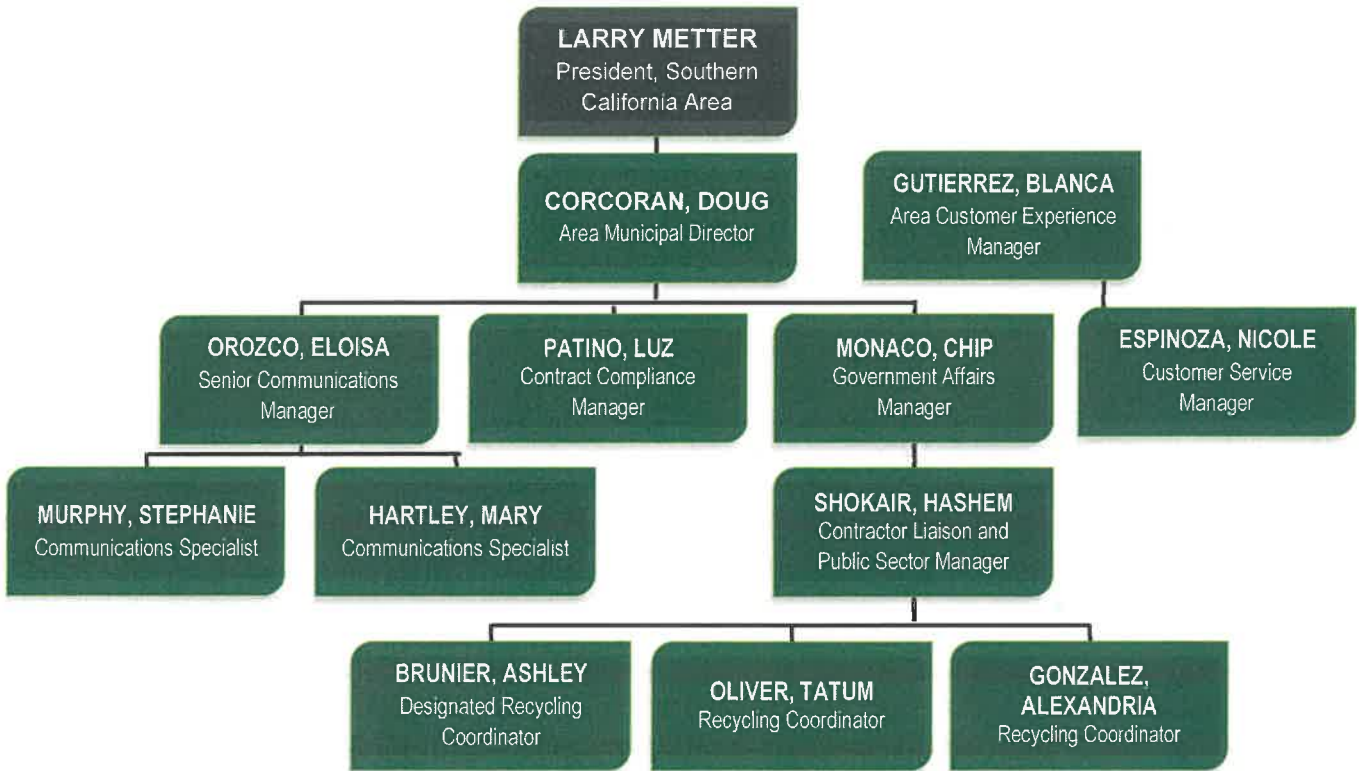 LARRY METTER
President, Southern
California Area
CORCORAN, DOUG
Area Municipal Director
GUTIERREZ, BLANCA
Area Customer Experience
Manager
OROZCO, ELOISA
Senior Communications
Manager
PATINO, LUZ
Contract Compliance
Manager
MONACO, CHIP
Government Affairs
Manager
ESPINOZA, NICOLE
Customer Service
Manager
MURPHY, STEPHANIE
Communications Specialist
HARTLEY, MARY
Communications Specialist
SHOKAIR, HASHEM
Contractor Liaison and
Public Sector Manager
BRUNIER, ASHLEY
Designated Recycling
Coordinator
OLIVER, TATUM
Recycling Coordinator
GONZALEZ,
ALEXANDRIA
Recycling Coordinator